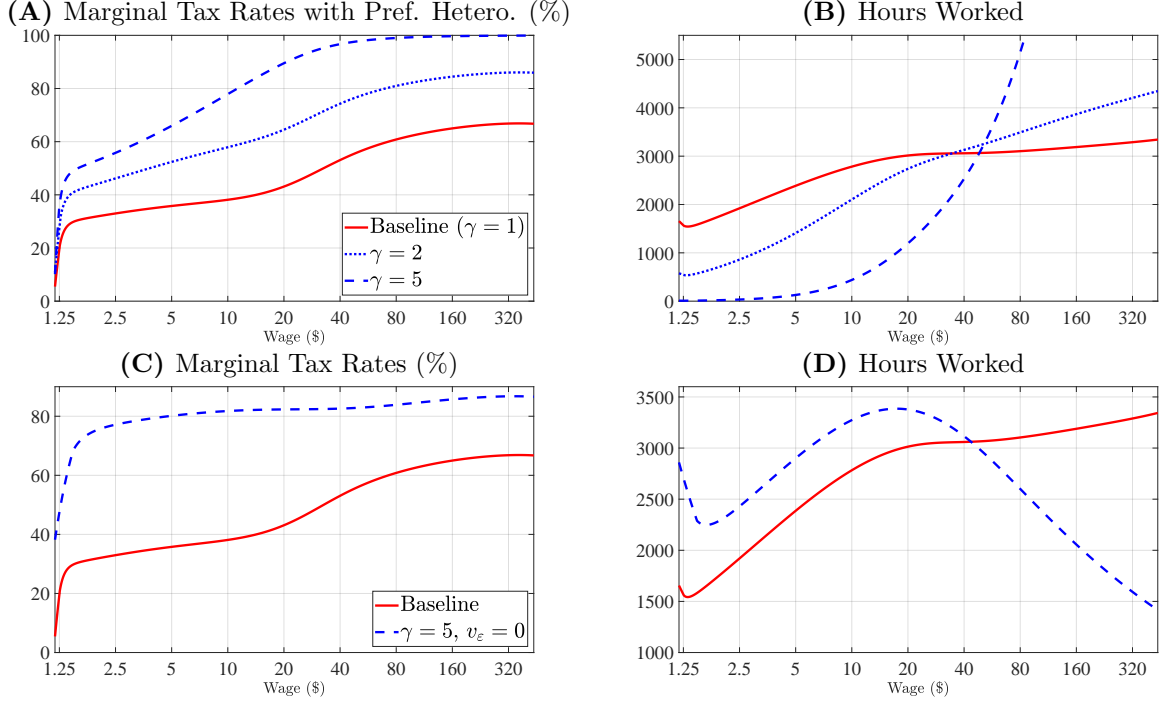 (A) Marginal Tax Rates with Pref. Hetero. (%)
100
80
60
40
20
0
1.25 2.5 5 10 20 40 80 160 320
Wage ($)
Baseline (γ = 1)
γ = 2
γ = 5
(B) Hours Worked
5000
4000
3000
2000
1000
0
1.25 2.5 5 10 20 40 80 160 320
Wage ($)
(C) Marginal Tax Rates (%)
80
60
40
20
0
1.25 2.5 5 10 20 40 80 160 320
Wage ($)
Baseline
γ = 5, vε = 0
(D) Hours Worked
3500
3000
2500
2000
1500
1000
1.25 2.5 5 10 20 40 80 160 320
Wage ($)